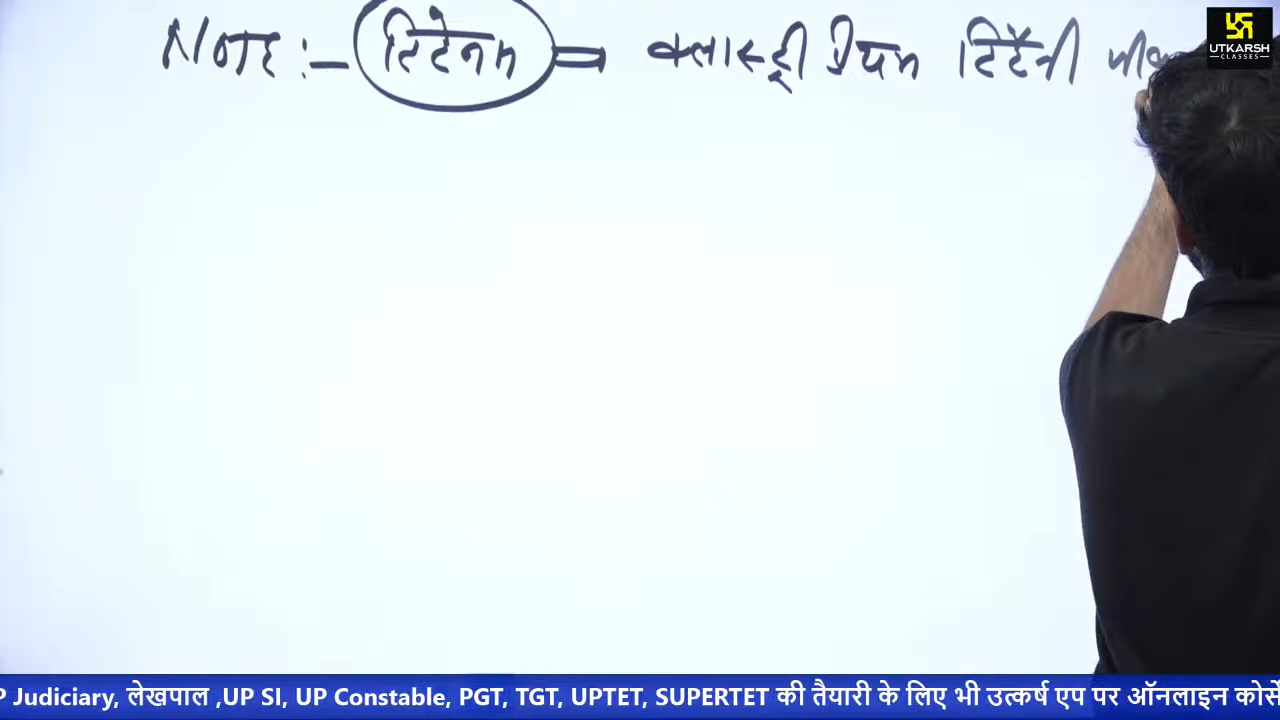 Note :- टिटेनस = क्लास्ट्रीडियम टिटैनी
UTKARSH
CLASSES
P Judiciary, लेखपाल ,UP SI, UP Constable, PGT, TGT, UPTET, SUPERTET की तैयारी के लिए भी उत्कर्ष एप पर ऑनलाइन कोर्से